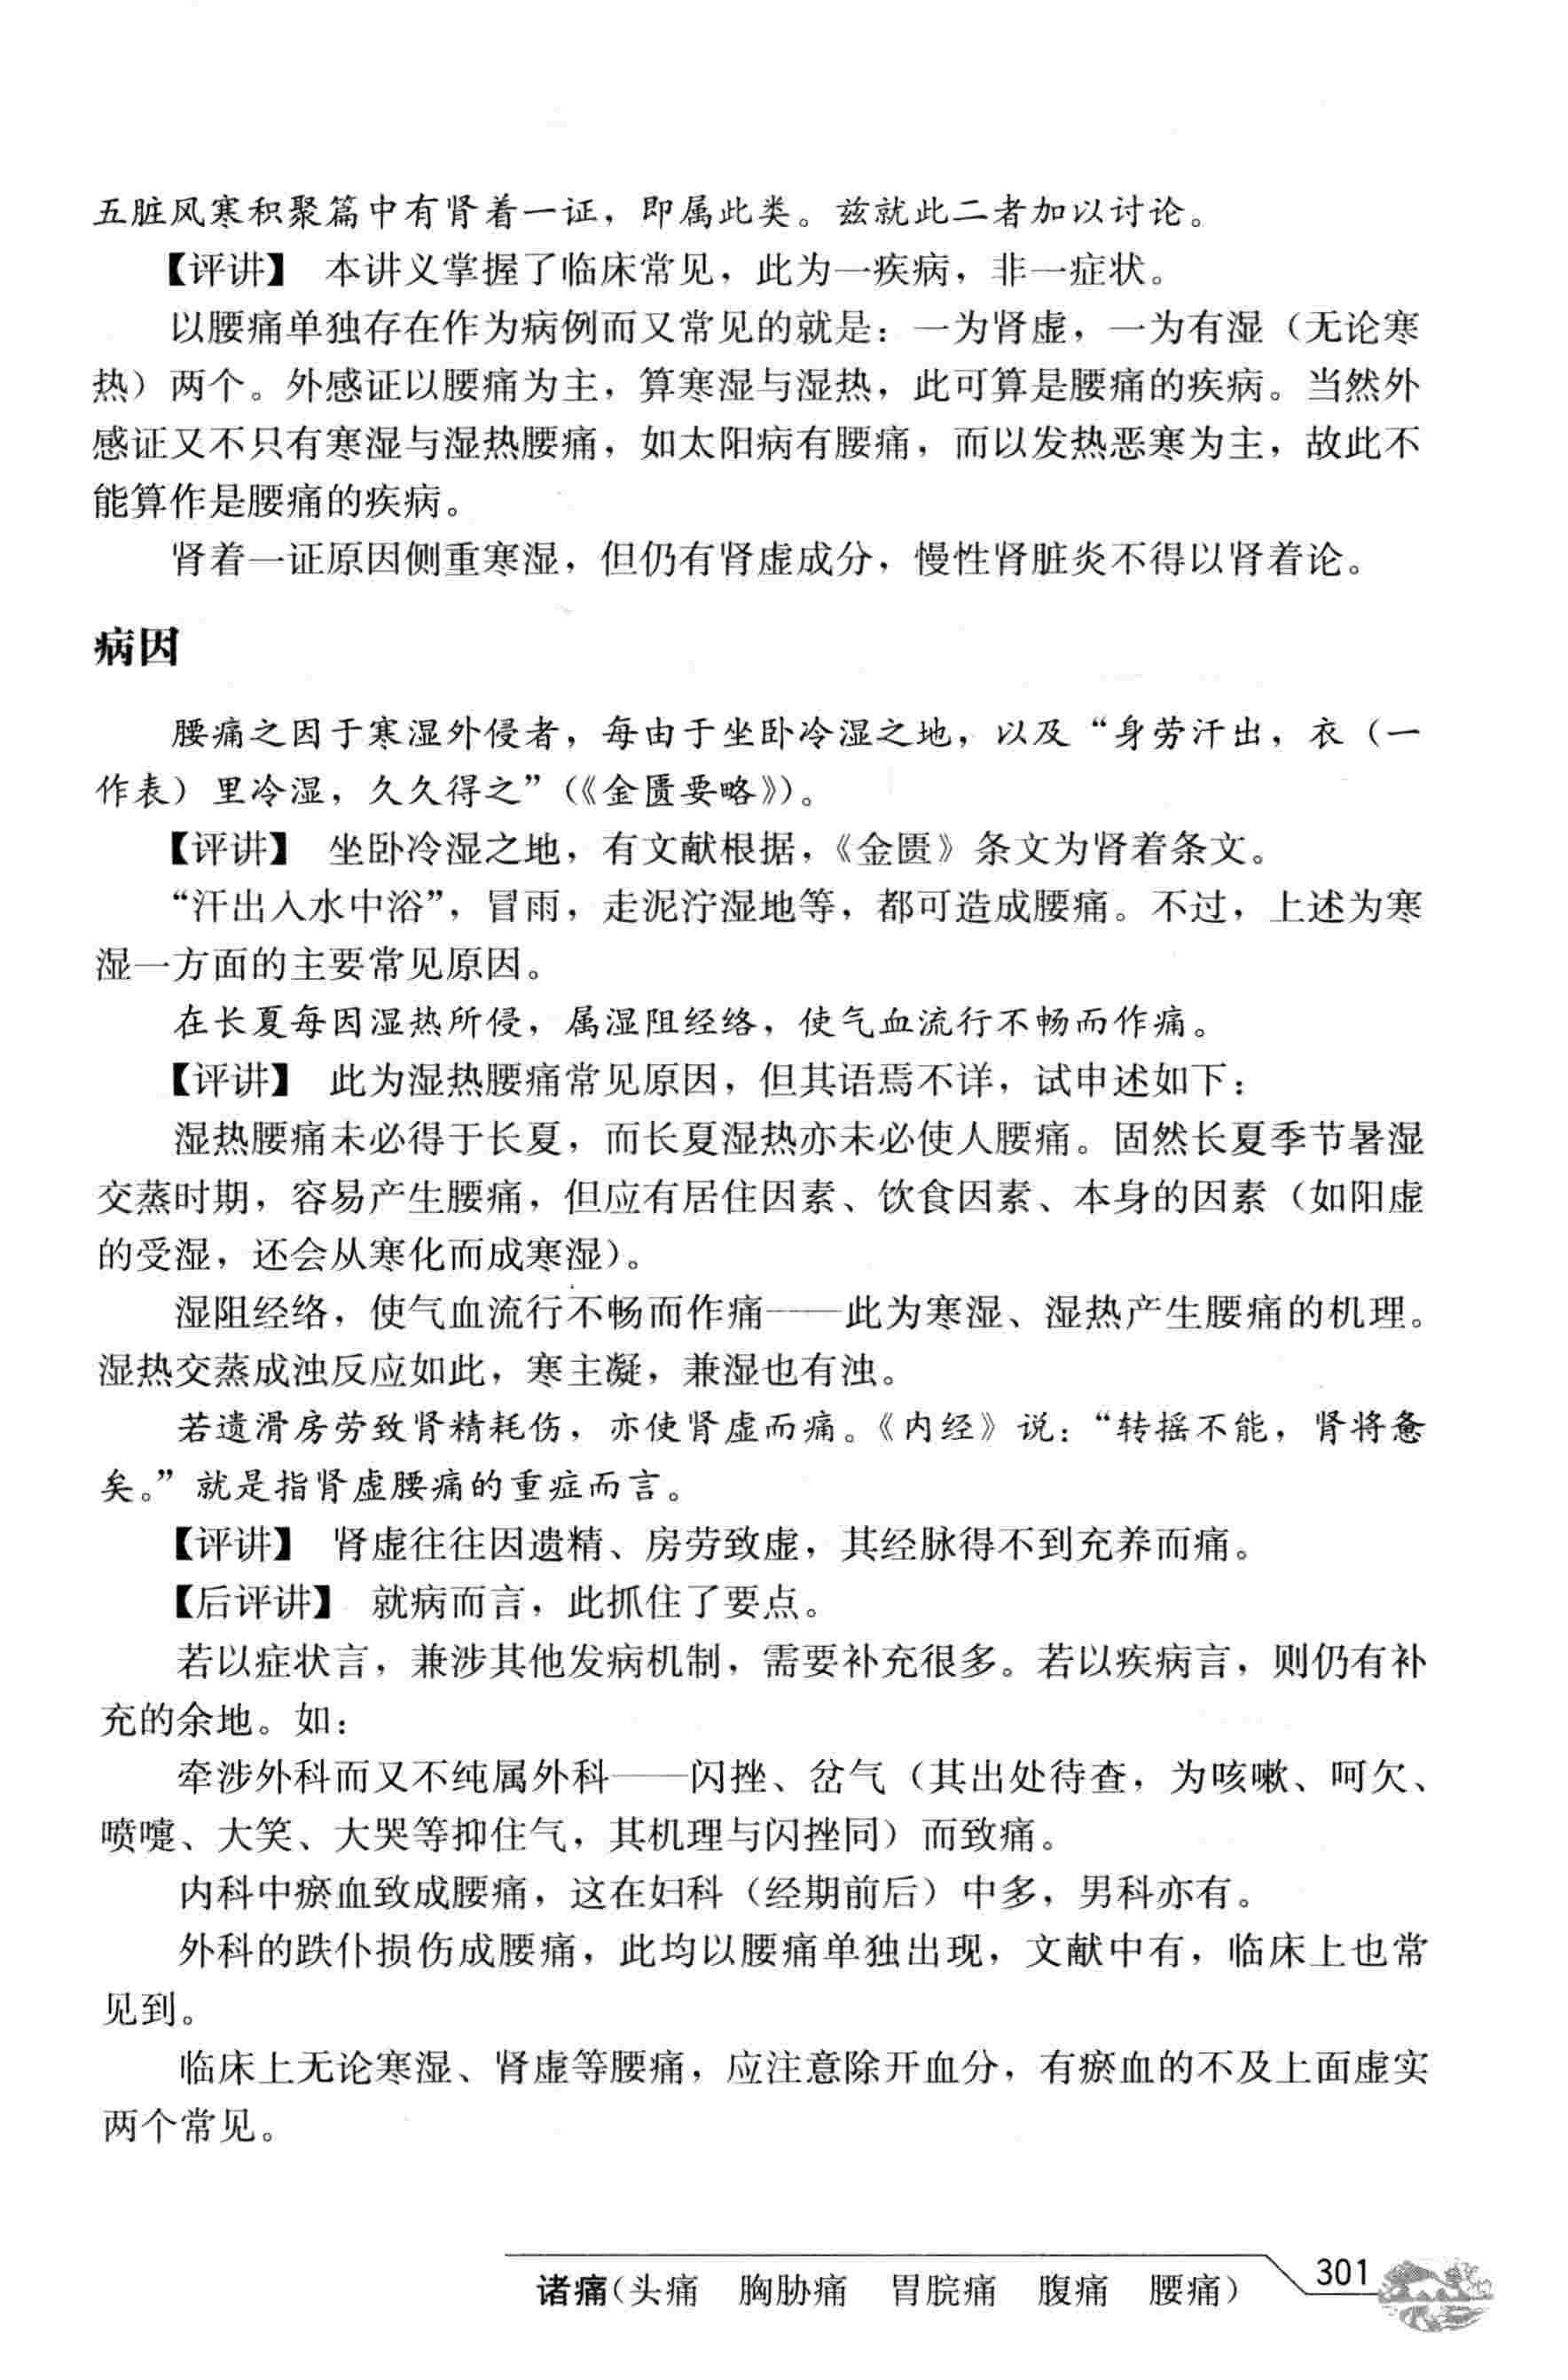 五脏风寒积聚篇中有肾着一证，即属此类。兹就此二者加以讨论。
【评讲】 本讲义掌握了临床常见，此为一疾病，非一症状。
以腰痛单独存在作为病例而又常见的就是：一为肾虚，一为有湿（无论寒
热）两个。外感证以腰痛为主，算寒湿与湿热，此可算是腰痛的疾病。当然外
感证又不只有寒湿与湿热腰痛，如太阳病有腰痛，而以发热恶寒为主，故此不
能算作是腰痛的疾病。
肾着一证原因侧重寒湿，但仍有肾虚成分，慢性肾脏炎不得以肾着论。
病因
腰痛之因于寒湿外侵者，每由于坐卧冷湿之地，以及“身劳汗出，衣（一
作表）里冷湿，久久得之”（《金匮要略》）。
【评讲】 坐卧冷湿之地，有文献根据，《金匮》条文为肾着条文。
“汗出入水中浴”，冒雨，走泥泞湿地等，都可造成腰痛。不过，上述为寒
湿一方面的主要常见原因。
在长夏每因湿热所侵，属湿阻经络，使气血流行不畅而作痛。
【评讲】 此为湿热腰痛常见原因，但其语焉不详，试申述如下：
湿热腰痛未必得于长夏，而长夏湿热亦未必使人腰痛。固然长夏季节暑湿
交蒸时期，容易产生腰痛，但应有居住因素、饮食因素、本身的因素（如阳虚
的受湿，还会从寒化而成寒湿）。
湿阻经络，使气血流行不畅而作痛——此为寒湿、湿热产生腰痛的机理。
湿热交蒸成浊反应如此，寒主凝，兼湿也有浊。
若遗滑房劳致肾精耗伤，亦使肾虚而痛。《内经》说：“转摇不能，肾将惫
矣。”就是指肾虚腰痛的重症而言。
【评讲】 肾虚往往因遗精、房劳致虚，其经脉得不到充养而痛。
【后评讲】 就病而言，此抓住了要点。
若以症状言，兼涉其他发病机制，需要补充很多。若以疾病言，则仍有补
充的余地。如：
牵涉外科而又不纯属外科——闪挫、岔气（其出处待查，为咳嗽、呵欠、
喷嚏、大笑、大哭等抑住气，其机理与闪挫同）而致痛。
内科中瘀血致成腰痛，这在妇科（经期前后）中多，男科亦有。
外科的跌仆损伤成腰痛，此均以腰痛单独出现，文献中有，临床上也常
见到。
临床上无论寒湿、肾虚等腰痛，应注意除开血分，有瘀血的不及上面虚实
两个常见。
诸痛（头痛 胸胁痛 胃脘痛 腹痛 腰痛） 301